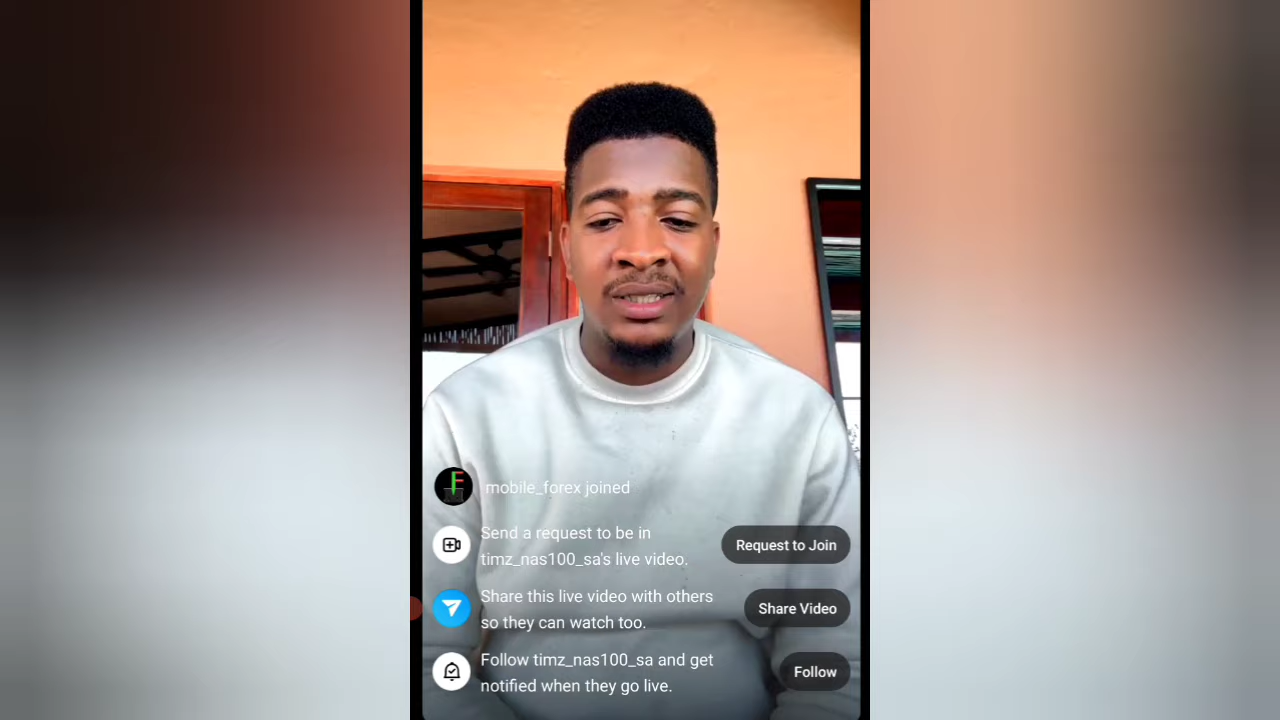 mobile_forex joined
Send a request to be in
timz_nas100_sa's live video.
Request to Join
Share this live video with others
so they can watch too.
Share Video
Follow timz_nas100_sa and get
notified when they go live.
Follow